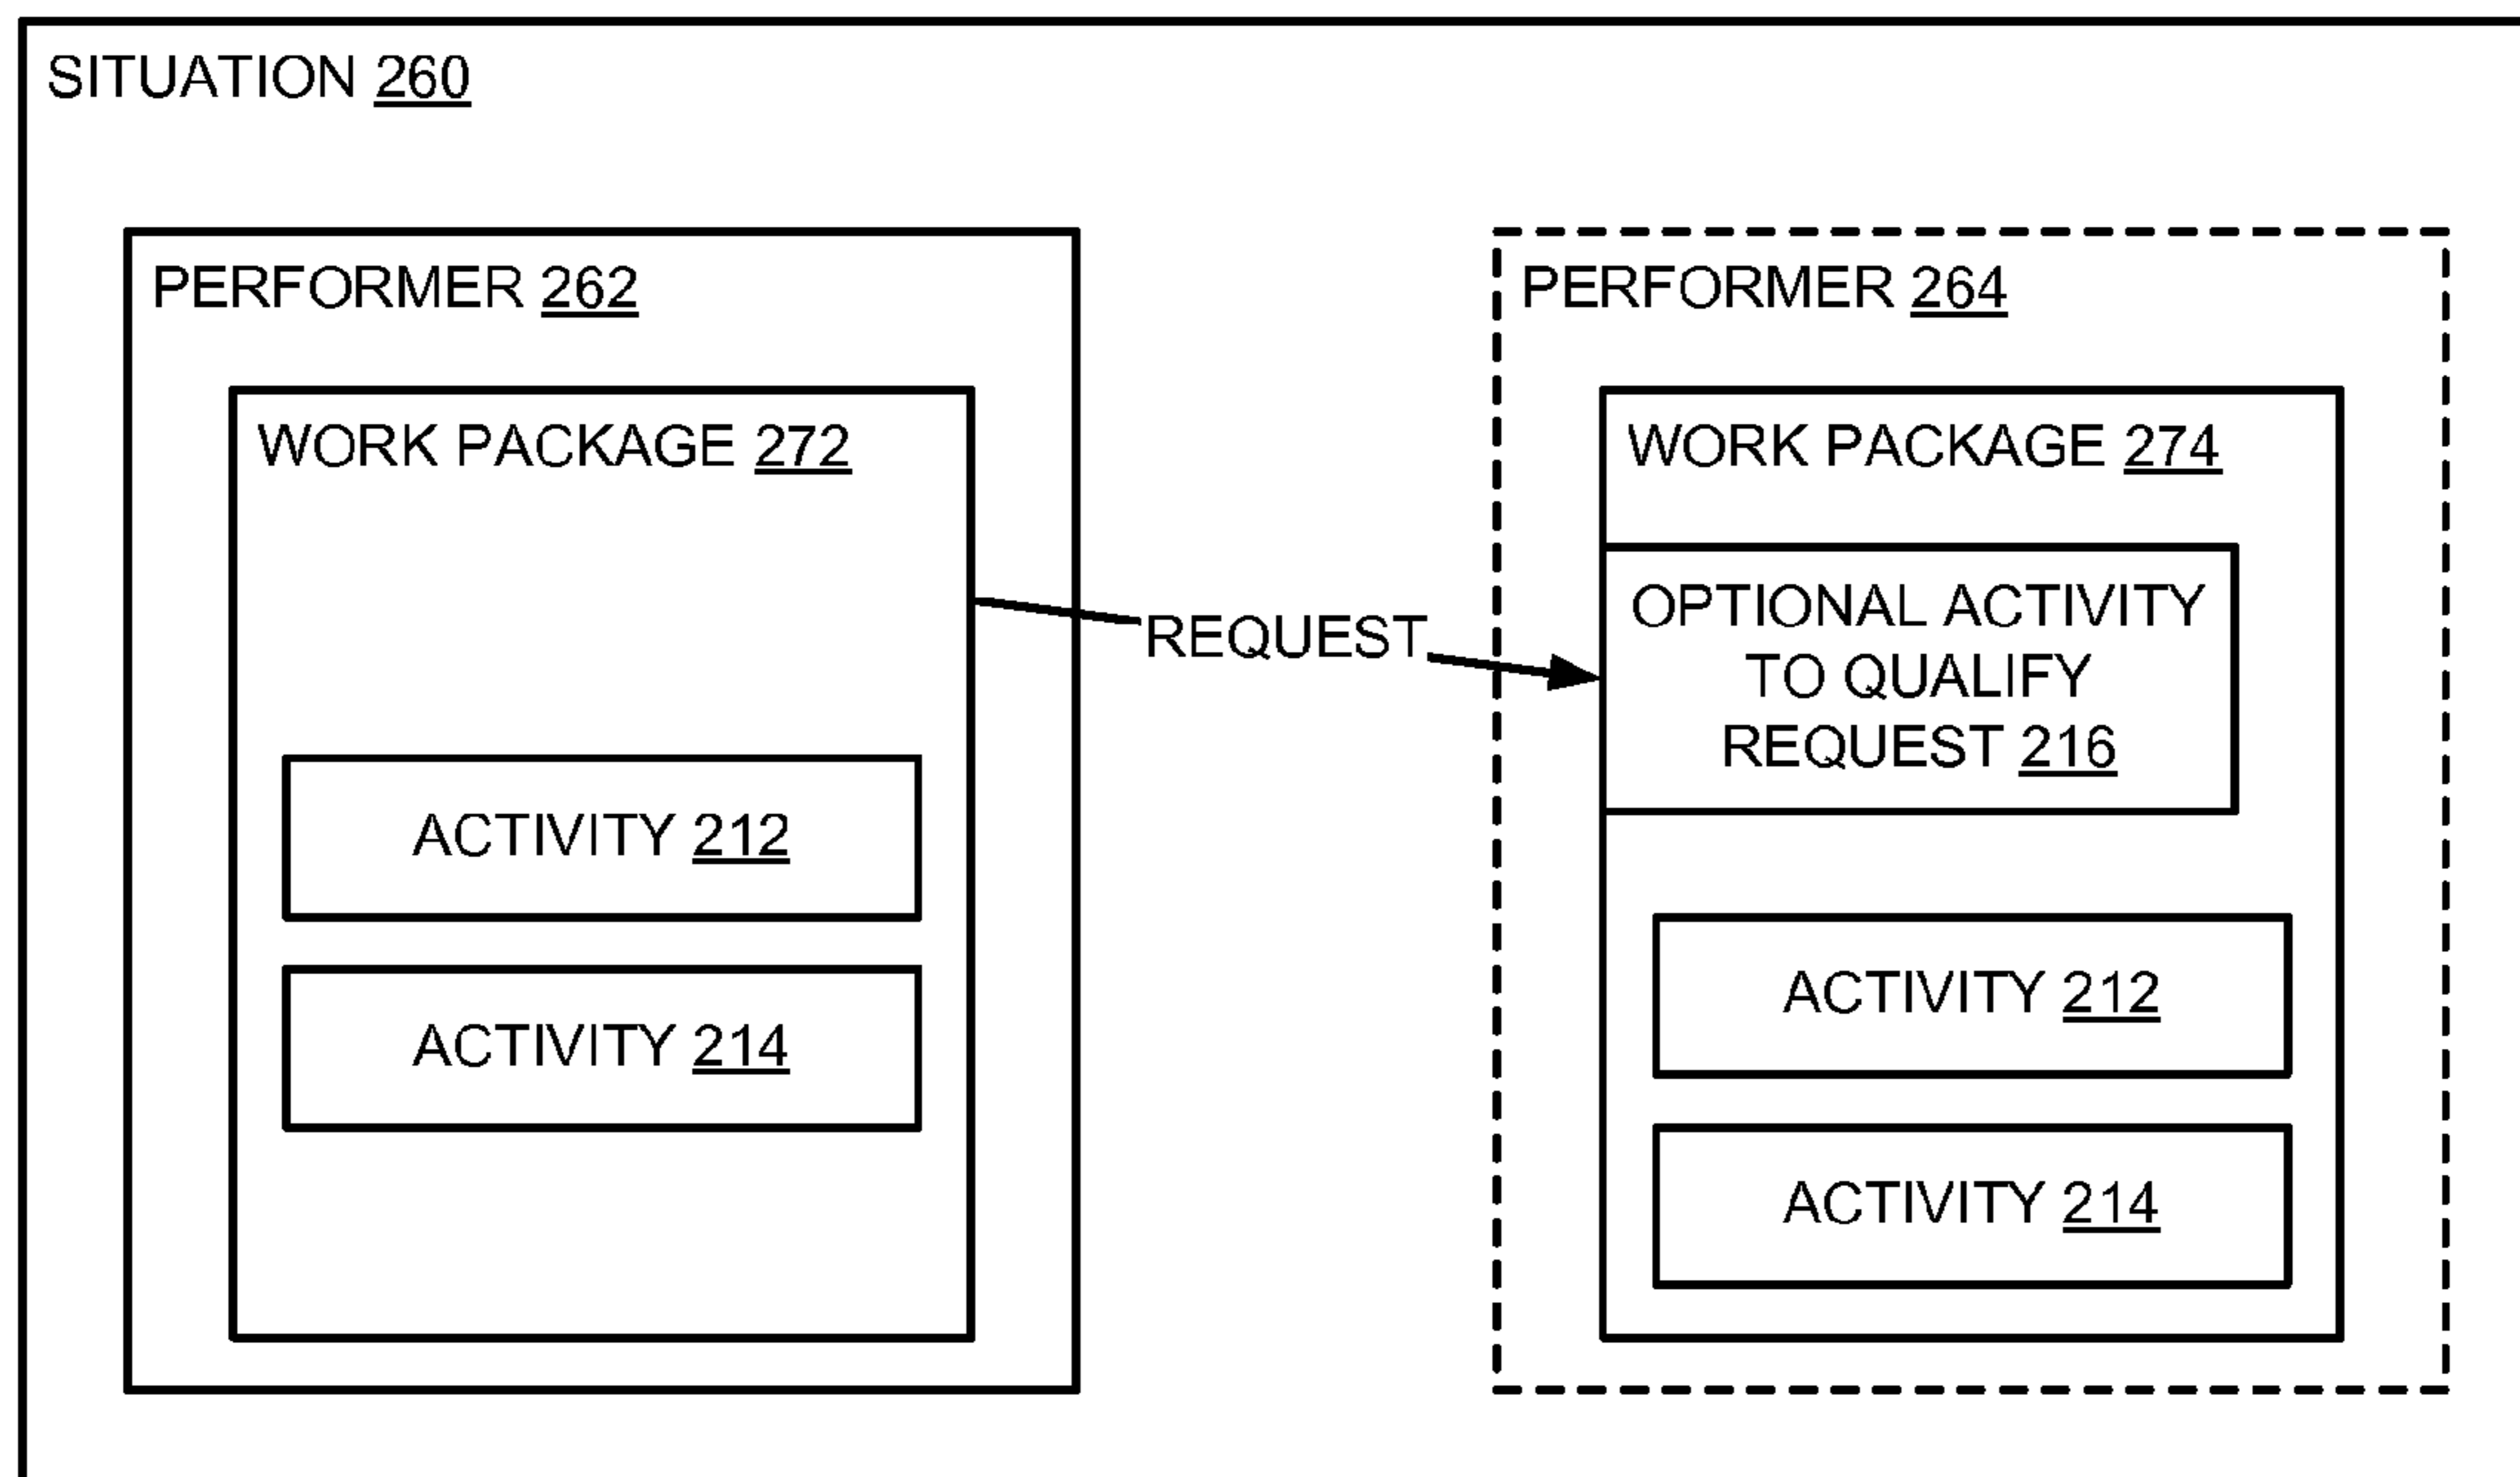 SITUATION 260
PERFORMER 262
WORK PACKAGE 272
ACTIVITY 212
ACTIVITY 214
REQUEST
PERFORMER 264
WORK PACKAGE 274
OPTIONAL ACTIVITY
TO QUALIFY
REQUEST 216
ACTIVITY 212
ACTIVITY 214